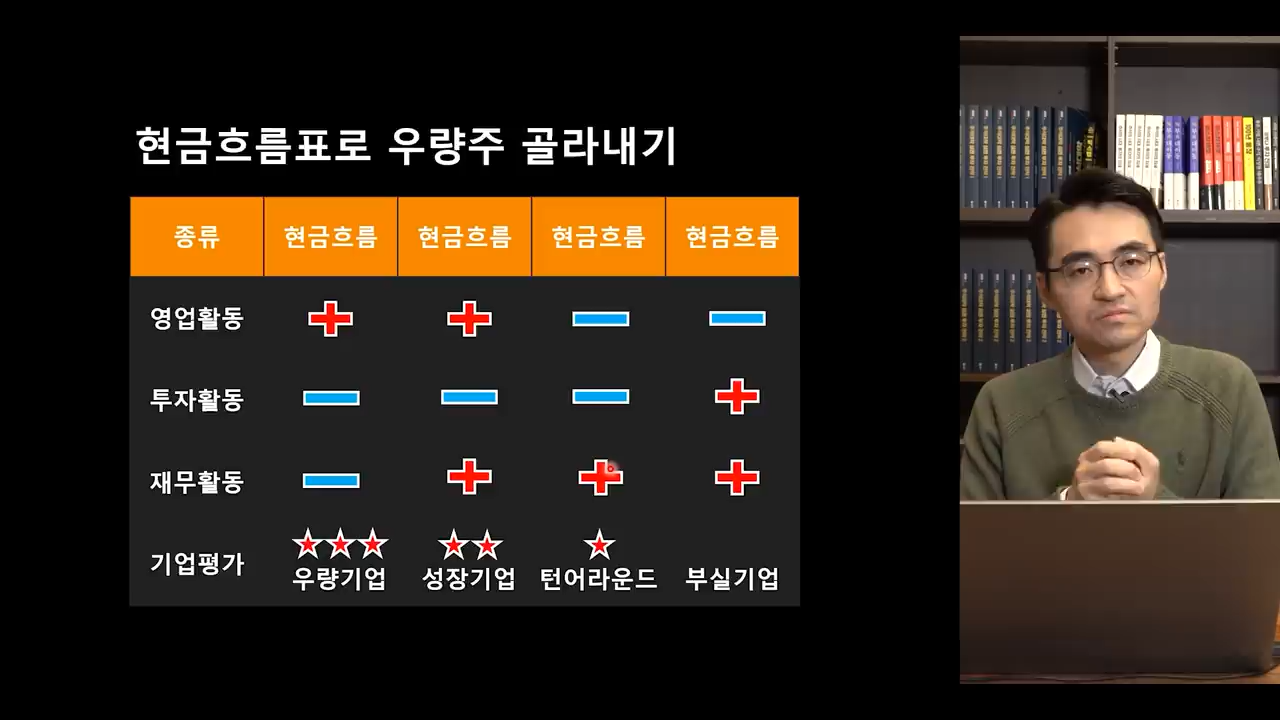 현금흐름표로 우량주 골라내기
종류 현금흐름 현금흐름 현금흐름 현금흐름
영업활동
투자활동
재무활동
기업평가
우량기업 성장기업 턴어라운드 부실기업